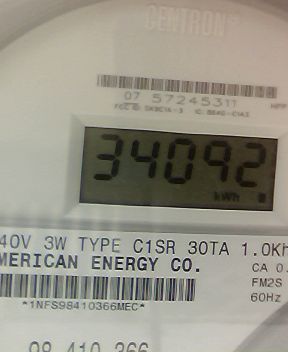 CENTRON®
07 57245311
34092
kWh
40V 3W TYPE C1SR 30TA 1.0Kh
MERICAN ENERGY CO.
CA 0.
FM2S
60Hz
*1NFS98410366MEC*
98 410 366